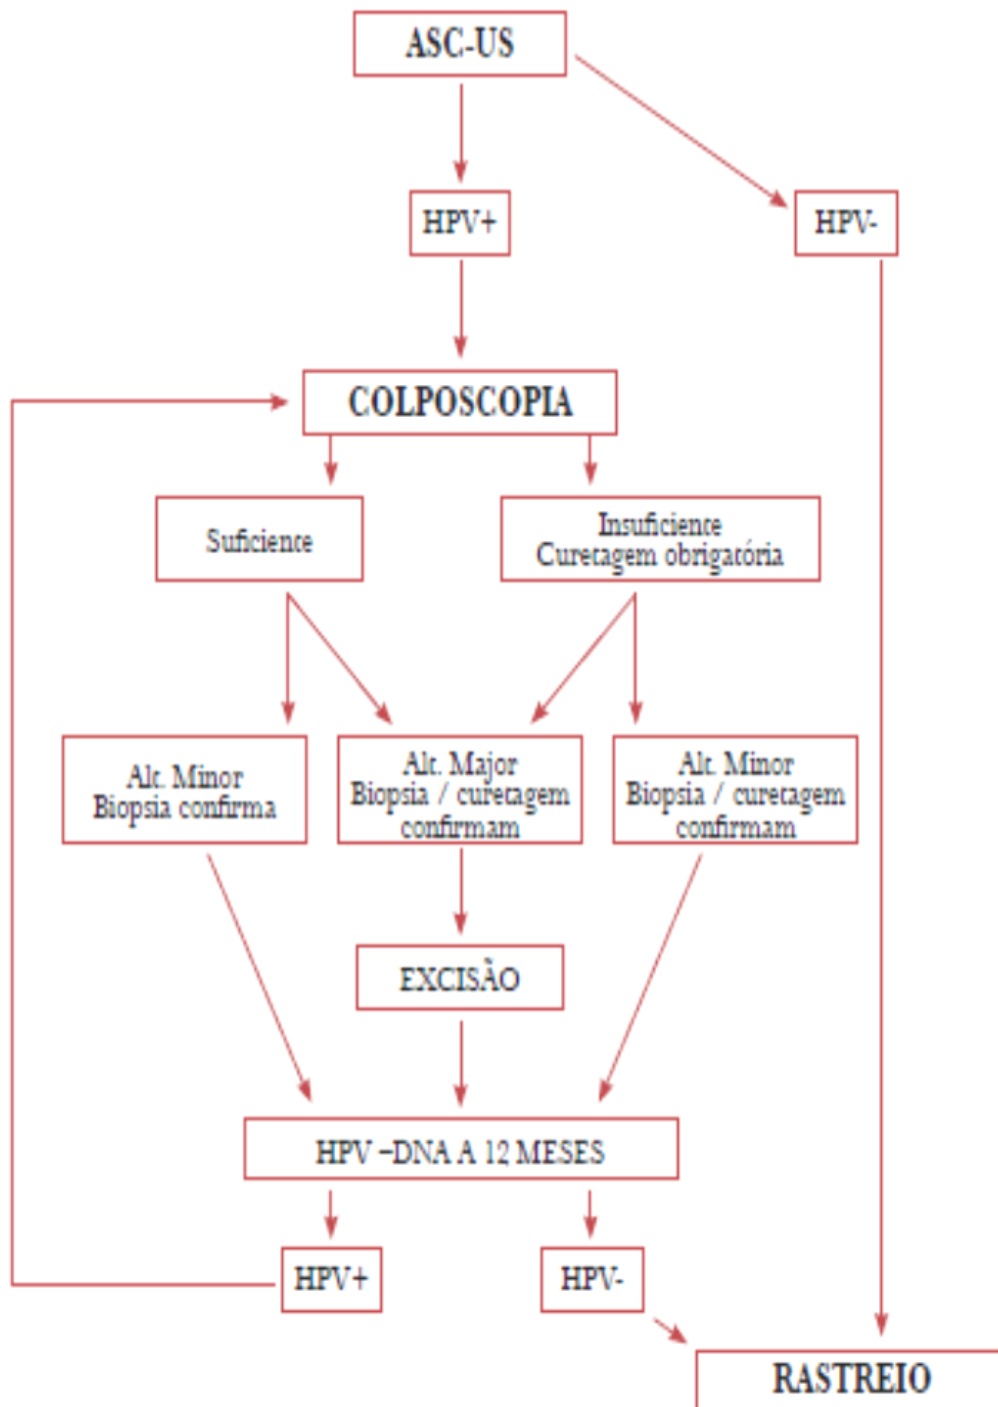 ASC-US
HPV+
HPV-
COLPOSCOPIA
Suficiente
Insuficiente
Curetagem obrigatória
Alt. Minor
Biopsia confirma
Alt. Major
Biopsia / curetagem
confirmam
Alt. Minor
Biopsia / curetagem
confirmam
EXCISÃO
HPV –DNA A 12 MESES
HPV+
HPV-
RASTREIO